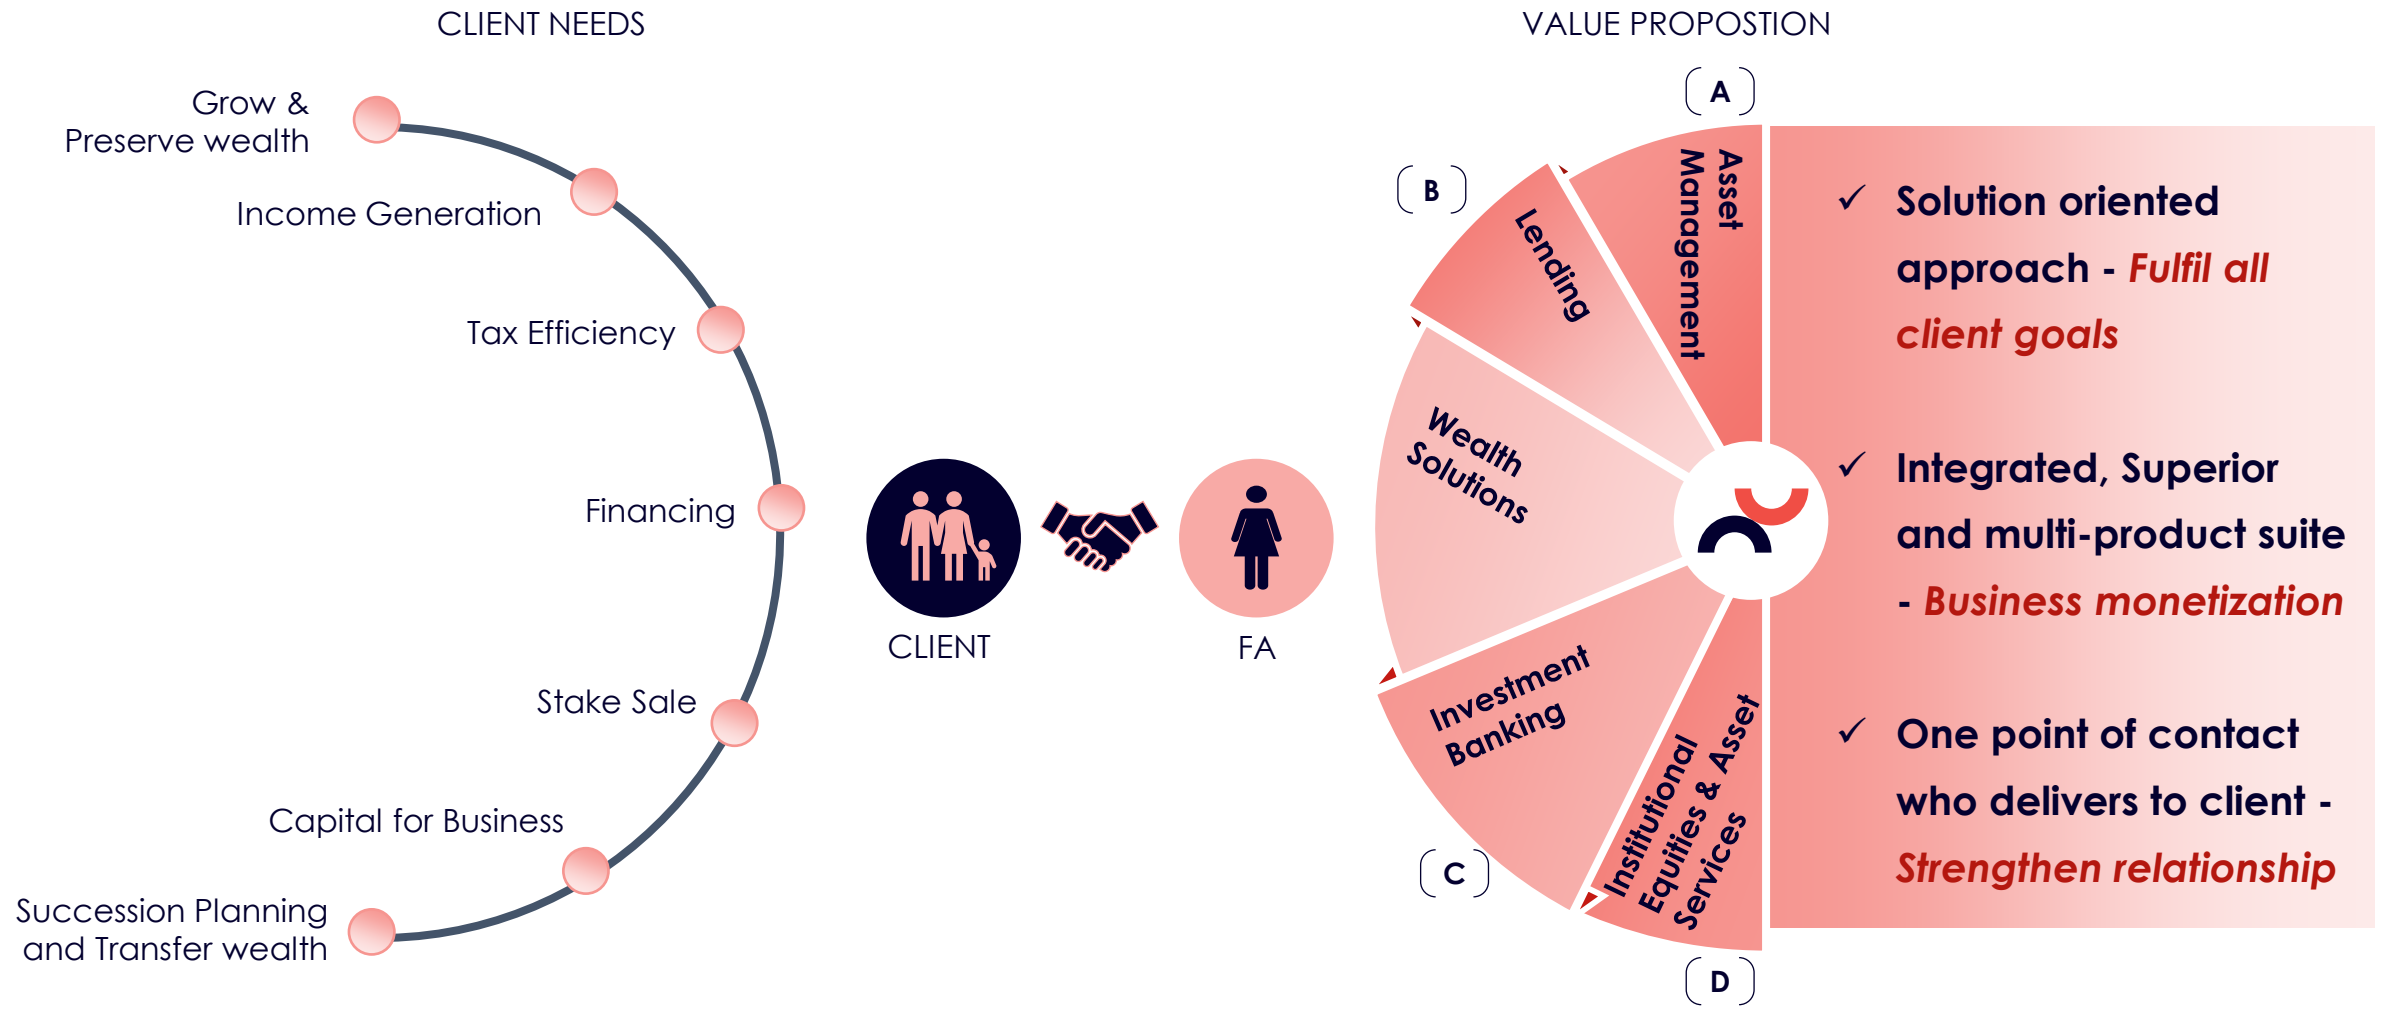 CLIENT NEEDS
Grow &
Preserve wealth
Income Generation
Tax Efficiency
Financing
Stake Sale
Capital for Business
Succession Planning
and Transfer wealth
CLIENT
FA
VALUE PROPOSTION
A
Asset
Management
B
Lending
Wealth
Solutions
Investment
Banking
C
Institutional
Equities & Asset
Services
D
✓ Solution oriented
approach - Fulfil all
client goals
✓ Integrated, Superior
and multi-product suite
- Business monetization
✓ One point of contact
who delivers to client -
Strengthen relationship